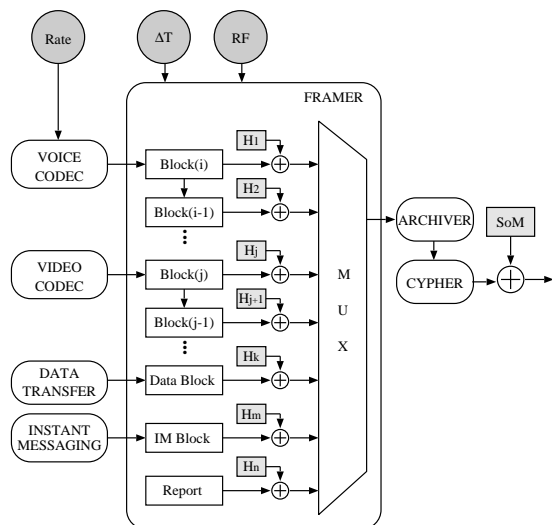 Rate
ΔT
RF
FRAMER
H1
VOICE
CODEC
Block(i)
H2
Block(i-1)
ARCHIVER
SoM
Hj
VIDEO
CODEC
Block(j)
M
CYPHER
Hj+1
U
Block(j-1)
X
Hk
DATA
TRANSFER
Data Block
Hm
INSTANT
MESSAGING
IM Block
Hn
Report